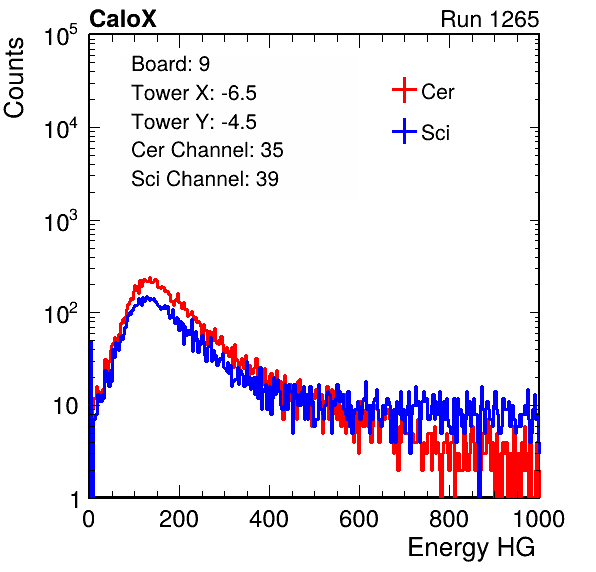 CaloX Run 1265
Counts
Board: 9
Tower X: -6.5
Tower Y: -4.5
Cer Channel: 35
Sci Channel: 39
Cer
Sci
10^5
10^4
10^3
10^2
10
1
0 200 400 600 800 1000
Energy HG